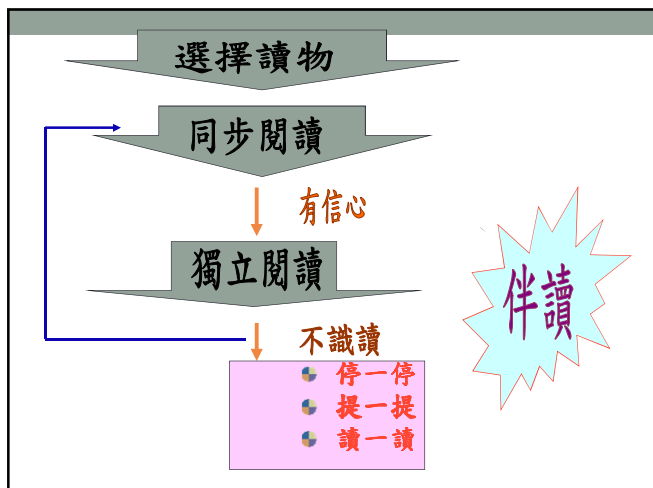 選擇讀物
同步閱讀
有信心
獨立閱讀
伴讀
不識讀
停一停
提一提
讀一讀